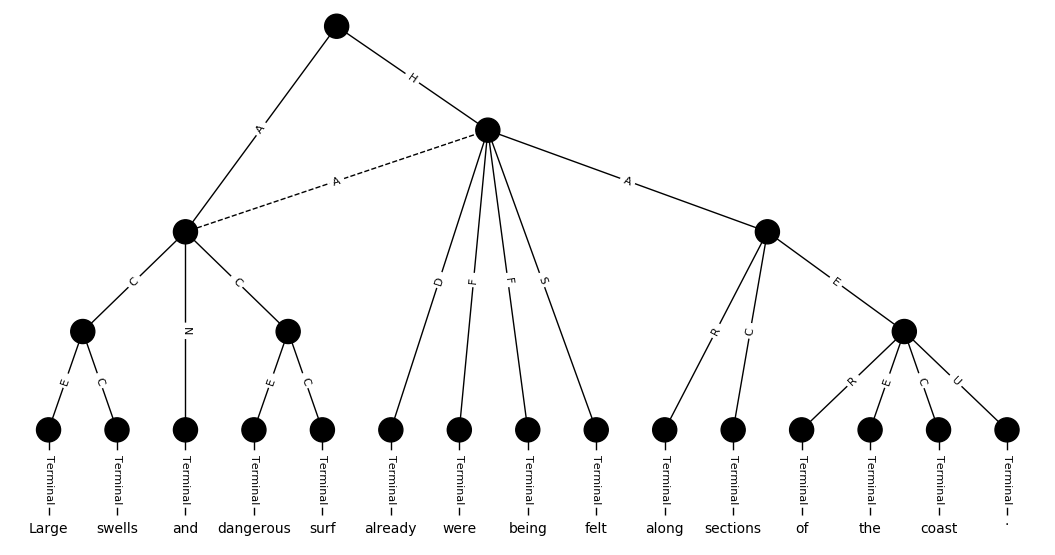 H
A
A
A
C
N
C
D
F
F
S
R
C
E
E
C
E
C
R
E
C
U
Terminal Terminal Terminal Terminal Terminal Terminal Terminal Terminal Terminal Terminal Terminal Terminal Terminal Terminal Terminal
Large swells and dangerous surf already were being felt along sections of the coast .